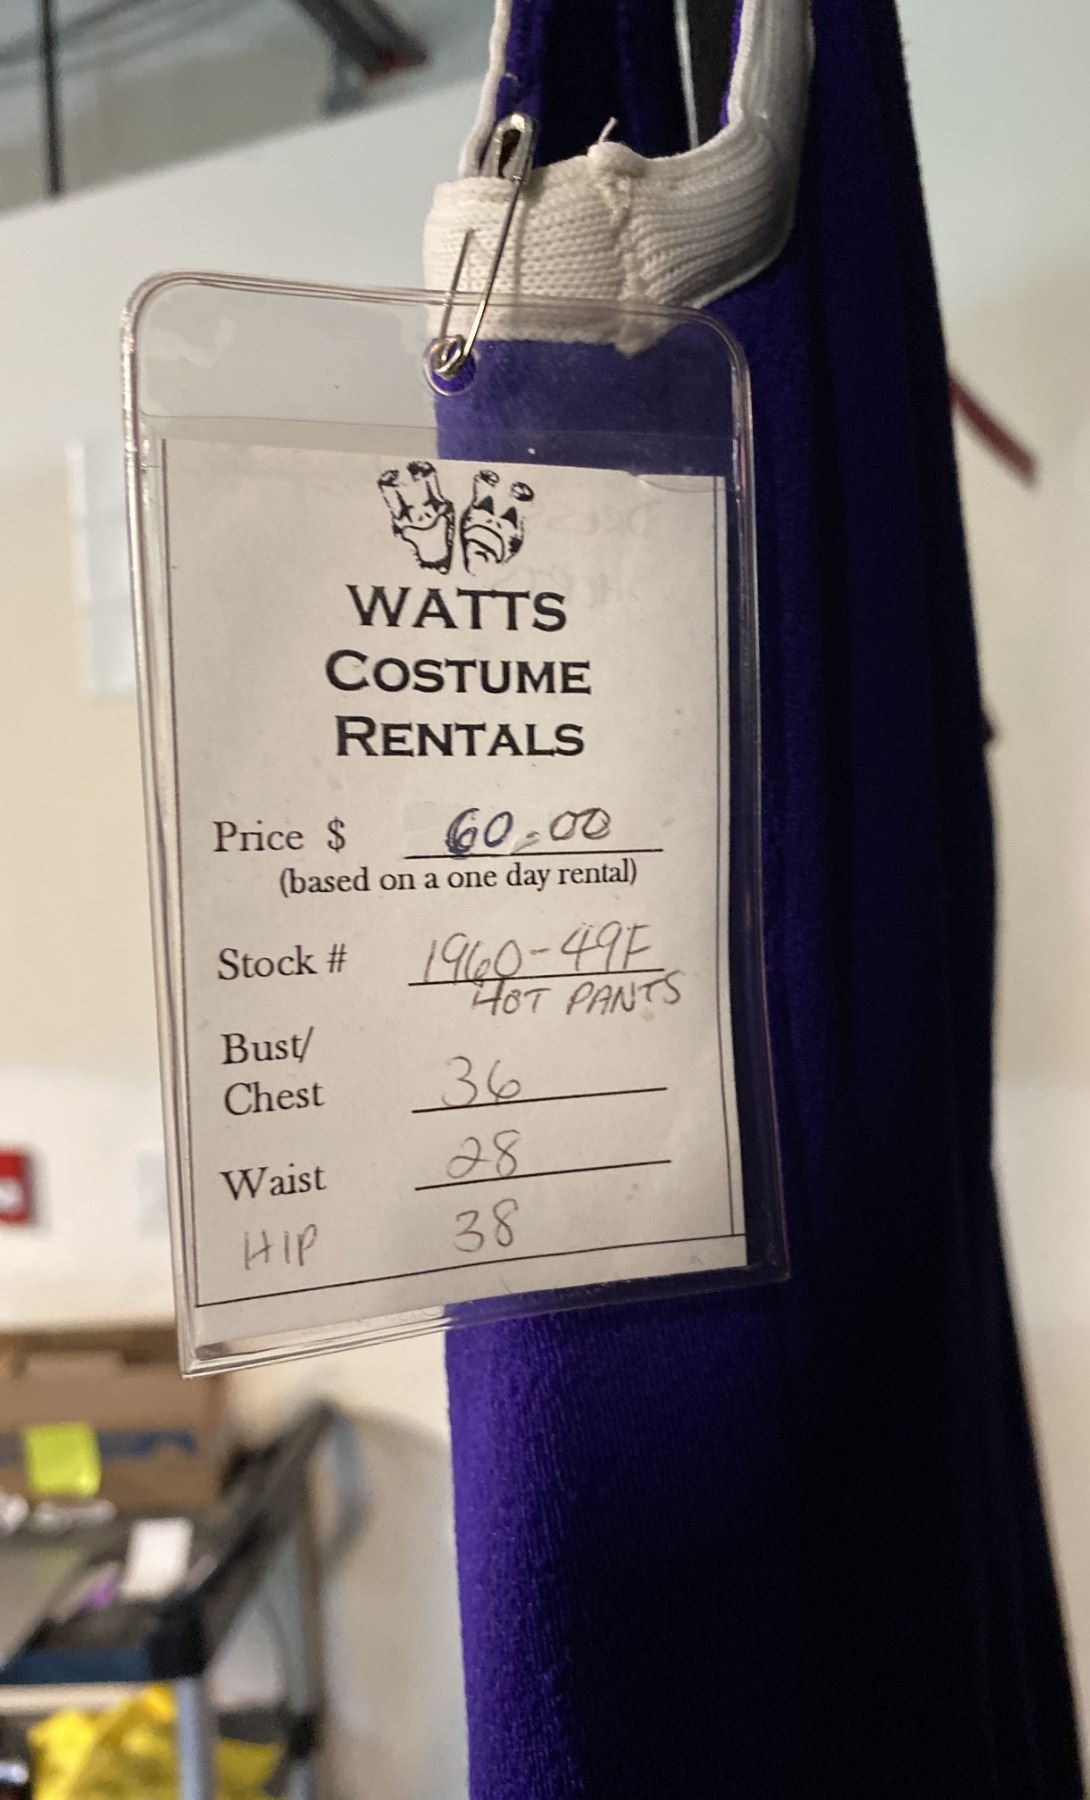 WATTS
COSTUME
RENTALS
Price $ 60.00
(based on a one day rental)
Stock # 1960-49F
HOT PANTS
Bust/
Chest 36
Waist 28
HIP 38